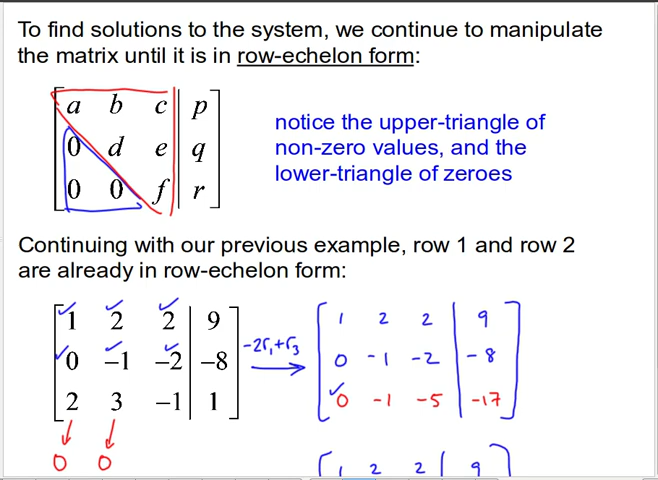 To find solutions to the system, we continue to manipulate
the matrix until it is in row-echelon form:
a b c p
0 d e q
0 0 f r
notice the upper-triangle of
non-zero values, and the
lower-triangle of zeroes
Continuing with our previous example, row 1 and row 2
are already in row-echelon form:
1 2 2 9
0 -1 -2 -8
2 3 -1 1
0 0
-2r₁+r₃
1 2 2 9
0 -1 -2 -8
0 -1 -5 -17
1 2 2 9